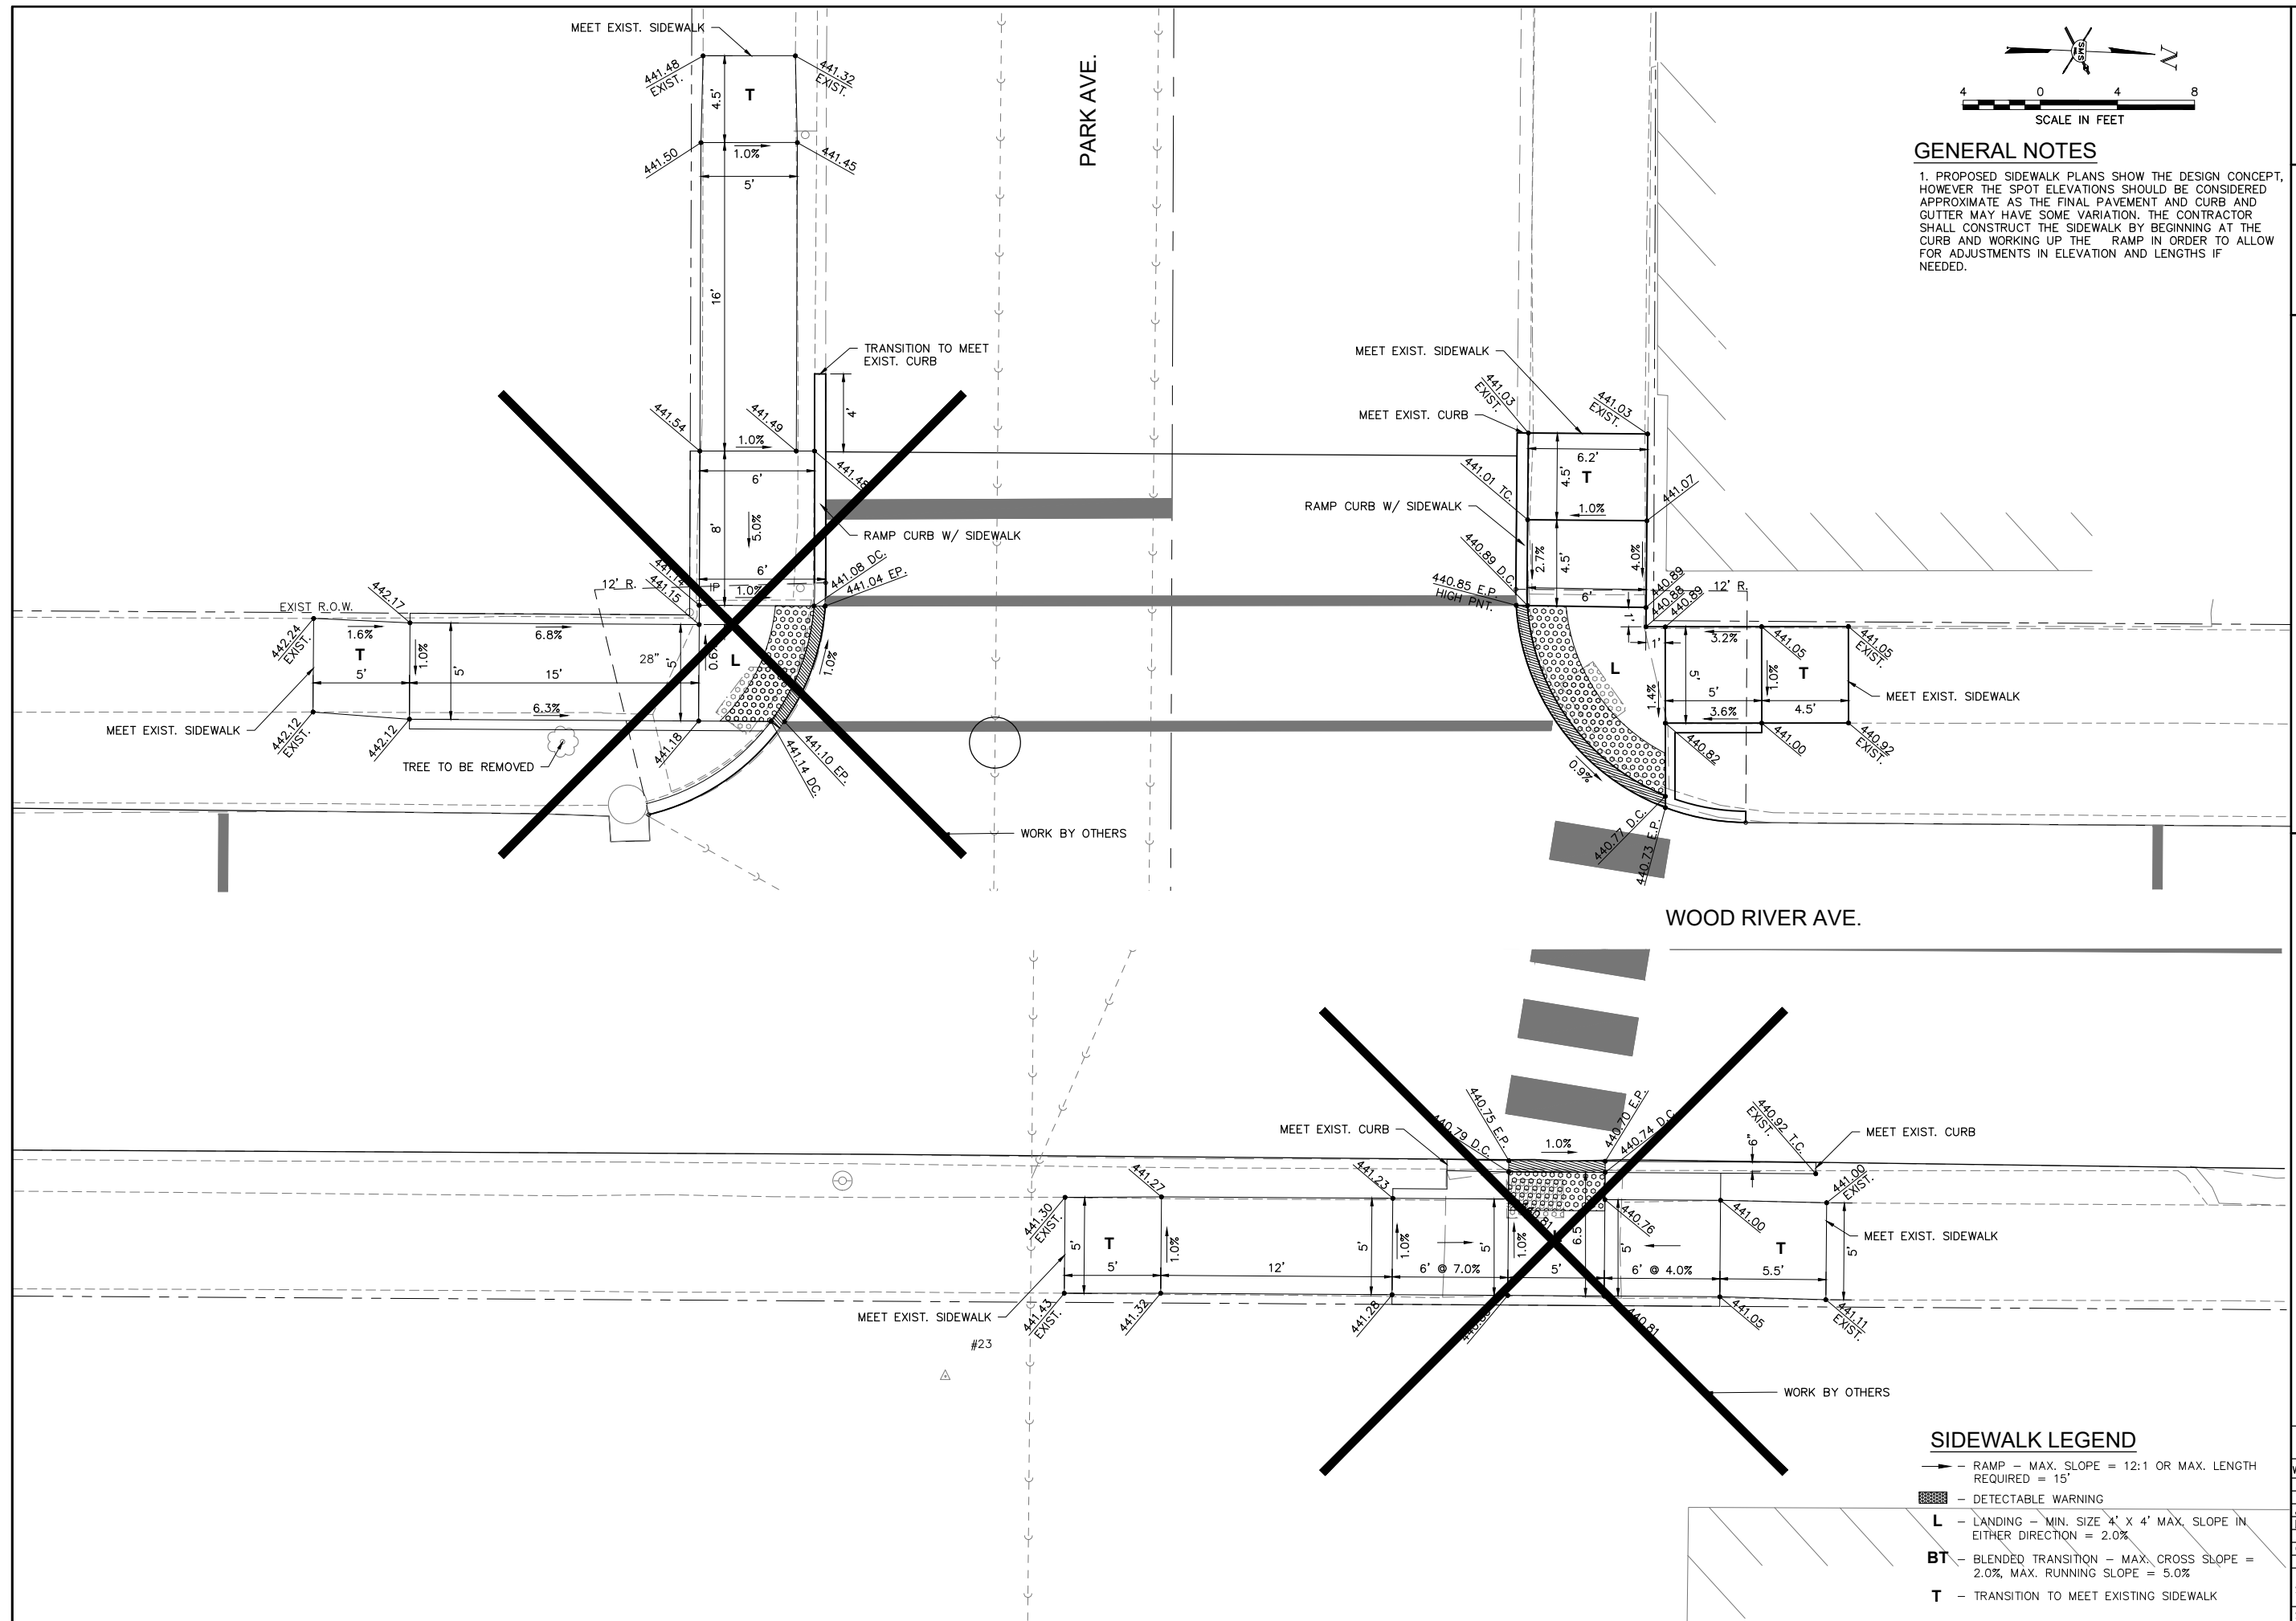 MEET EXIST. SIDEWALK
441.48
EXIST.
441.32
EXIST.
4.5'
T
441.50
1.0%
441.45
5'
16'
PARK AVE.
N
SMS
4 0 4 8
SCALE IN FEET
GENERAL NOTES
1. PROPOSED SIDEWALK PLANS SHOW THE DESIGN CONCEPT,
HOWEVER THE SPOT ELEVATIONS SHOULD BE CONSIDERED
APPROXIMATE AS THE FINAL PAVEMENT AND CURB AND
GUTTER MAY HAVE SOME VARIATION. THE CONTRACTOR
SHALL CONSTRUCT THE SIDEWALK BY BEGINNING AT THE
CURB AND WORKING UP THE RAMP IN ORDER TO ALLOW
FOR ADJUSTMENTS IN ELEVATION AND LENGTHS IF
NEEDED.
TRANSITION TO MEET
EXIST. CURB
4'
441.54
441.49
1.0%
441.48
6'
8'
5.0%
RAMP CURB W/ SIDEWALK
6'
441.08 DC.
441.04 EP.
12' R.
1.0%
441.14
441.15
EXIST R.O.W.
442.17
442.24
EXIST.
1.6%
T
5'
1.0%
5'
6.8%
15'
28"
5'
L
1.0%
6.3%
MEET EXIST. SIDEWALK
442.12
EXIST.
442.12
TREE TO BE REMOVED
441.18
441.14 DC.
441.10 EP.
WORK BY OTHERS
MEET EXIST. SIDEWALK
441.03
EXIST.
441.03
EXIST.
MEET EXIST. CURB
6.2'
4.5'
T
441.01 TC.
441.07
RAMP CURB W/ SIDEWALK
1.0%
2.7%
4.5'
4.0%
440.89 D.C.
440.85 E.P.
HIGH PNT.
6'
440.89
440.88
440.89
12' R.
1'
1'
3.2%
441.05
441.05
EXIST.
L
1.4%
5'
5'
1.0%
T
MEET EXIST. SIDEWALK
3.6%
4.5'
440.82
441.00
440.92
EXIST.
0.9%
440.77 D.C.
440.73 E.P.
WOOD RIVER AVE.
MEET EXIST. CURB
440.75 E.P.
440.79 D.C.
1.0%
440.70 E.P.
440.74 D.C.
440.92 T.C.
EXIST.
6"
MEET EXIST. CURB
441.30
EXIST.
441.27
441.23
440.81
440.76
441.00
441.00
EXIST.
5'
T
1.0%
5'
1.0%
5'
1.0%
6.5'
5'
T
5'
MEET EXIST. SIDEWALK
5'
12'
6' @ 7.0%
5'
6' @ 4.0%
5.5'
MEET EXIST. SIDEWALK
441.43
EXIST.
441.32
441.28
440.81
441.05
441.11
EXIST.
#23
WORK BY OTHERS
SIDEWALK LEGEND
– RAMP – MAX. SLOPE = 12:1 OR MAX. LENGTH
REQUIRED = 15'
– DETECTABLE WARNING
L – LANDING – MIN. SIZE 4' X 4' MAX. SLOPE IN
EITHER DIRECTION = 2.0%
BT – BLENDED TRANSITION – MAX. CROSS SLOPE =
2.0%, MAX. RUNNING SLOPE = 5.0%
T – TRANSITION TO MEET EXISTING SIDEWALK